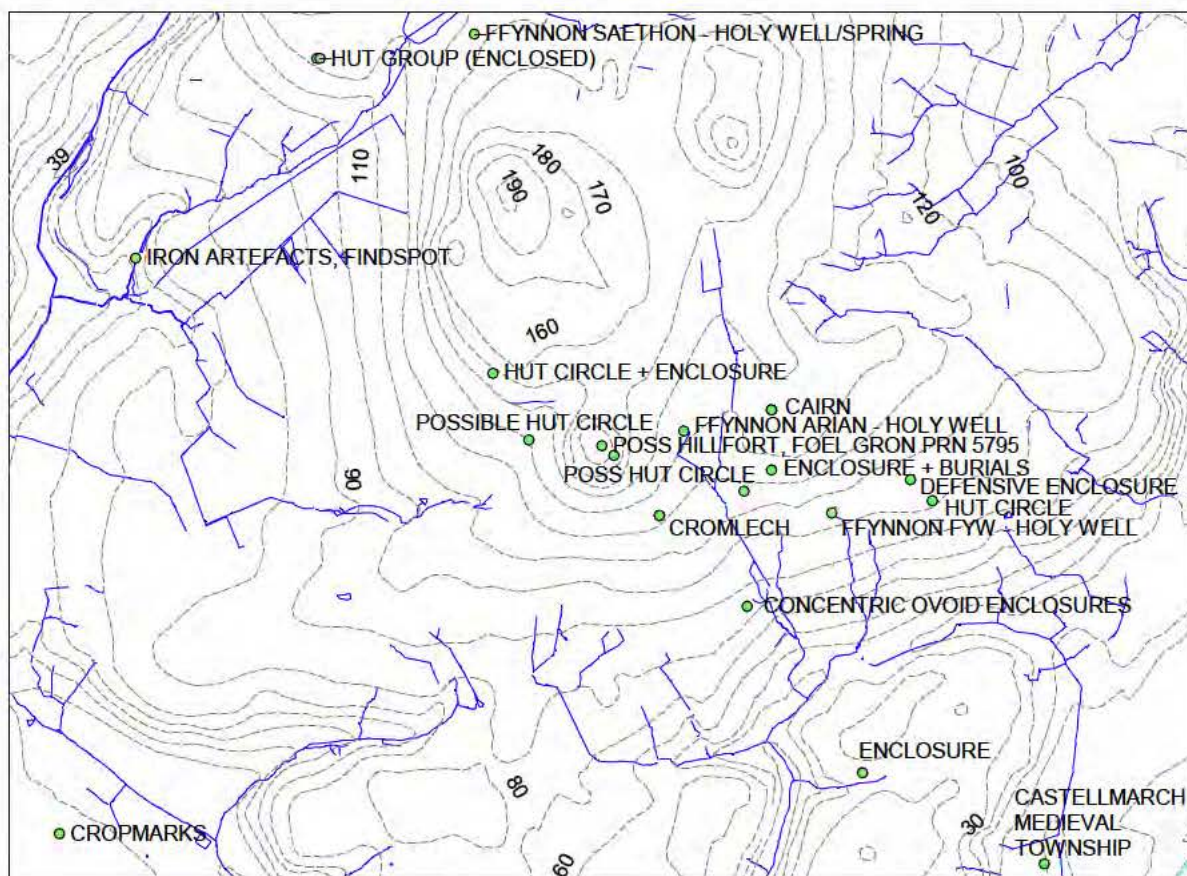 FFYNNON SAETHON - HOLY WELL/SPRING
HUT GROUP (ENCLOSED)
39
110
180
190
170
100
120
IRON ARTEFACTS, FINDSPOT
160
HUT CIRCLE + ENCLOSURE
CAIRN
POSSIBLE HUT CIRCLE
FFYNNON ARIAN - HOLY WELL
POSS HILLFORT, FOEL GRON PRN 5795
POSS HUT CIRCLE
ENCLOSURE + BURIALS
90
DEFENSIVE ENCLOSURE
HUT CIRCLE
CROMLECH
FFYNNON FYW - HOLY WELL
CONCENTRIC OVOID ENCLOSURES
ENCLOSURE
80
CASTELLMARCH
MEDIEVAL
TOWNSHIP
30
CROPMARKS
60